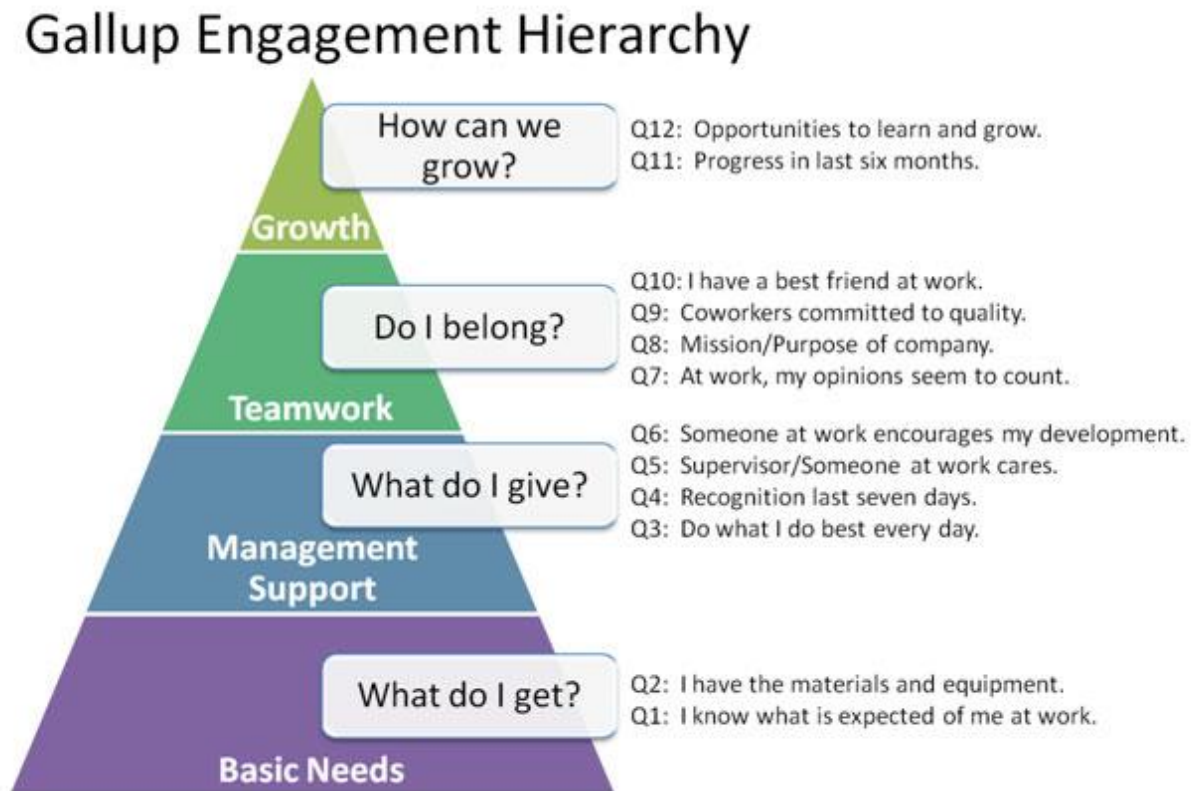 Gallup Engagement Hierarchy
How can we
grow?
Q12: Opportunities to learn and grow.
Q11: Progress in last six months.
Growth
Do I belong?
Q10: I have a best friend at work.
Q9: Coworkers committed to quality.
Q8: Mission/Purpose of company.
Q7: At work, my opinions seem to count.
Teamwork
What do I give?
Q6: Someone at work encourages my development.
Q5: Supervisor/Someone at work cares.
Q4: Recognition last seven days.
Q3: Do what I do best every day.
Management
Support
What do I get?
Q2: I have the materials and equipment.
Q1: I know what is expected of me at work.
Basic Needs